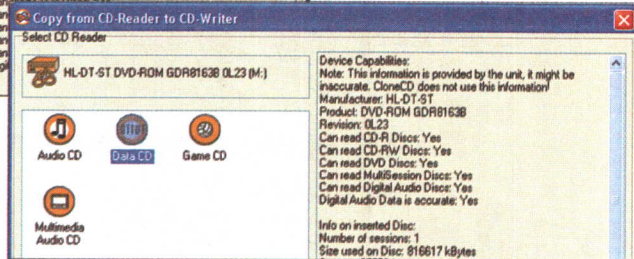 Copy from CD-Reader to CD-Writer
Select CD Reader
HL-DT-ST DVD-ROM GDR8163B 0L23 (M:)
Audio CD
Data CD
Game CD
Multimedia
Audio CD
Device Capabilities:
Note: This information is provided by the unit, it might be
inaccurate. CloneCD does not use this information!
Manufacturer: HL-DT-ST
Product: DVD-ROM GDR8163B
Revision: 0L23
Can read CD-R Discs: Yes
Can read CD-RW Discs: Yes
Can read DVD Discs: Yes
Can read MultiSession Discs: Yes
Can read Digital Audio Discs: Yes
Digital Audio Data is accurate: Yes
Info on inserted Disc:
Number of sessions: 1
Size used on Disc: 816617 kBytes